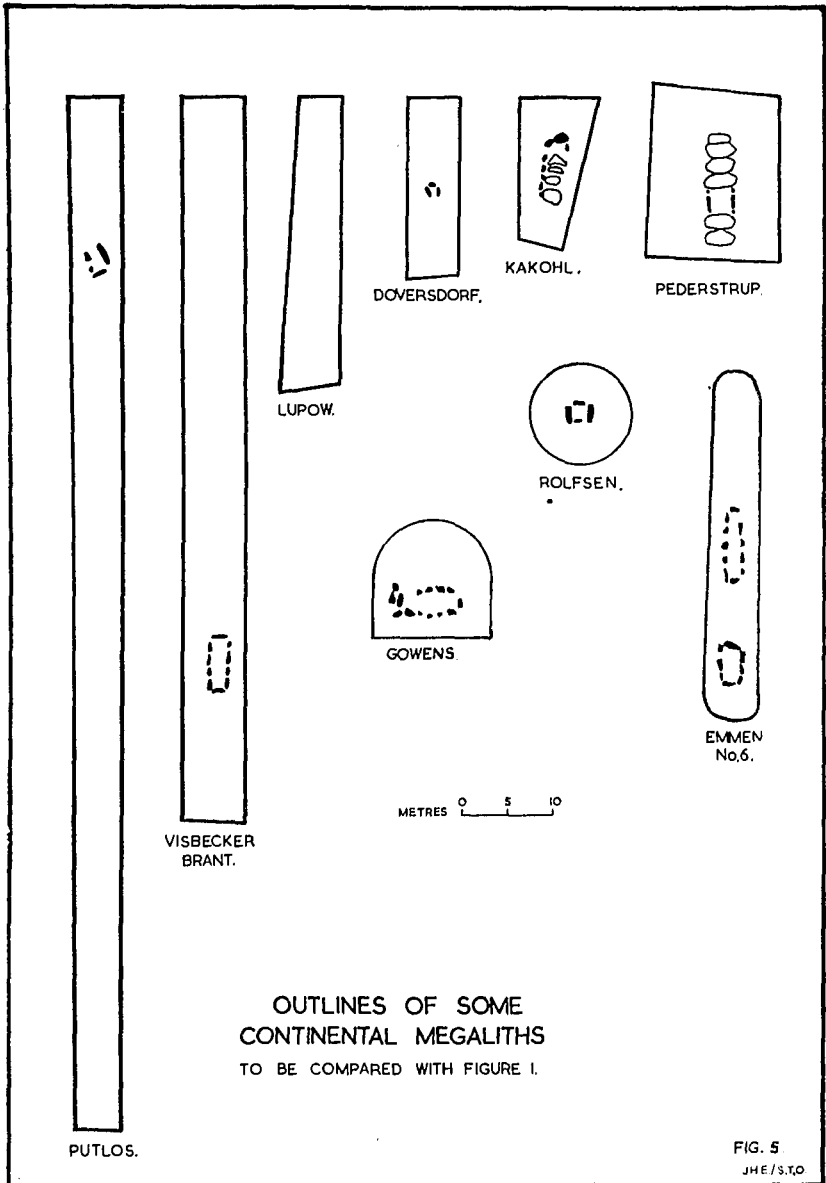 DOVERSDORF.
KAKOHL.
PEDERSTRUP.
LUPOW.
ROLFSEN.
GOWENS.
EMMEN
No.6.
METRES 0 5 10
VISBECKER
BRANT.
OUTLINES OF SOME
CONTINENTAL MEGALITHS
TO BE COMPARED WITH FIGURE 1.
PUTLOS.
FIG. 5
JHE/S.T.O.